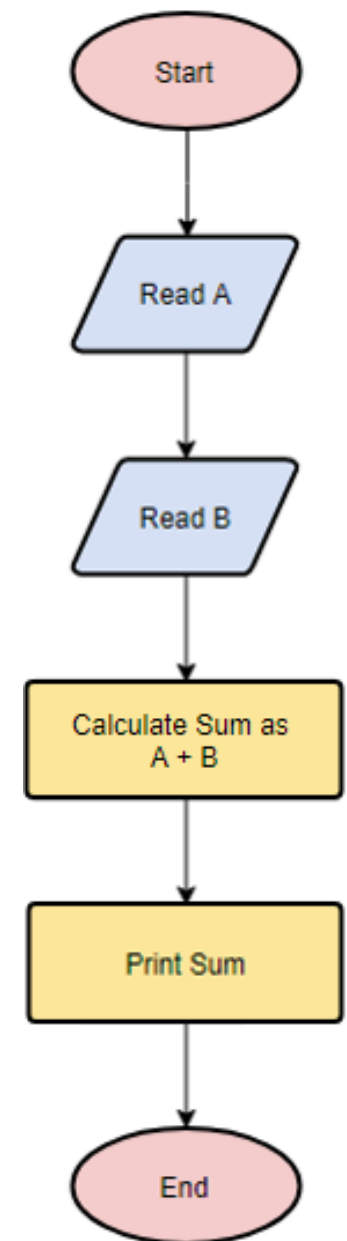 Start
Read A
Read B
Calculate Sum as
A + B
Print Sum
End